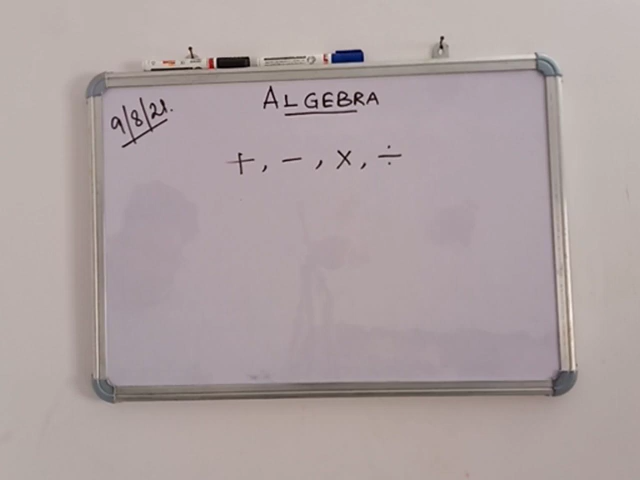 9/8/21.
ALGEBRA
+, -, x, ÷